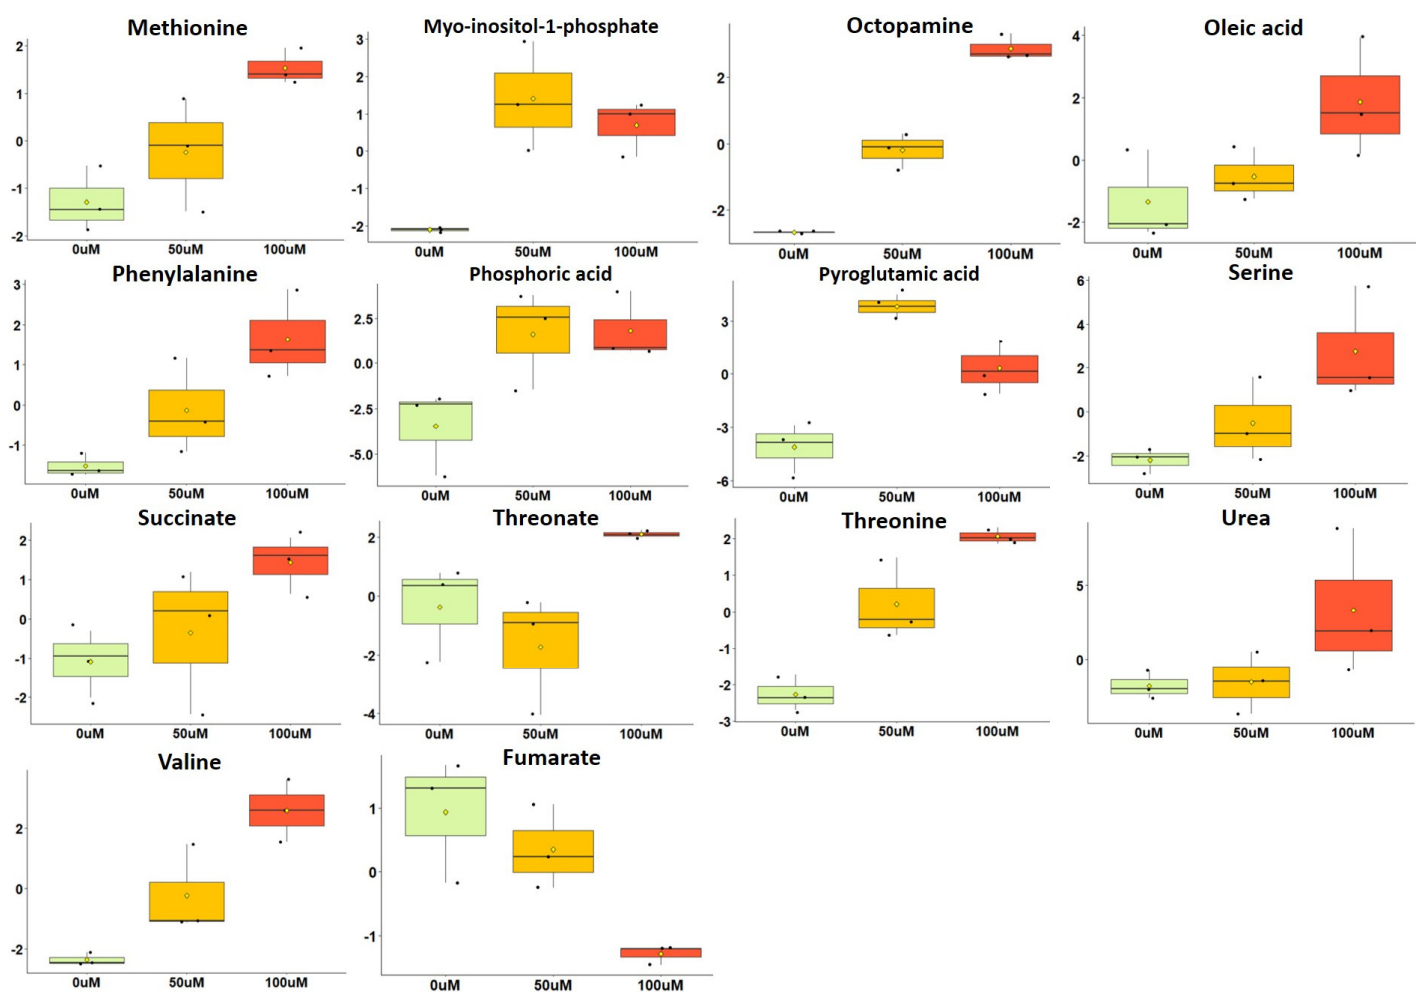 Methionine
2
1
0
-1
-2
0uM 50uM 100uM
Myo-inositol-1-phosphate
3
2
1
0
-1
-2
0uM 50uM 100uM
Octopamine
2
0
-2
0uM 50uM 100uM
Oleic acid
4
2
0
-2
0uM 50uM 100uM
Phenylalanine
3
2
1
0
-1
0uM 50uM 100uM
Phosphoric acid
2.5
0.0
-2.5
-5.0
0uM 50uM 100uM
Pyroglutamic acid
3
0
-3
-6
0uM 50uM 100uM
Serine
6
4
2
0
-2
0uM 50uM 100uM
Succinate
2
1
0
-1
-2
0uM 50uM 100uM
Threonate
2
0
-2
-4
0uM 50uM 100uM
Threonine
2
1
0
-1
-2
-3
0uM 50uM 100uM
Urea
5
0
0uM 50uM 100uM
Valine
2
0
-2
0uM 50uM 100uM
Fumarate
1
0
-1
0uM 50uM 100uM